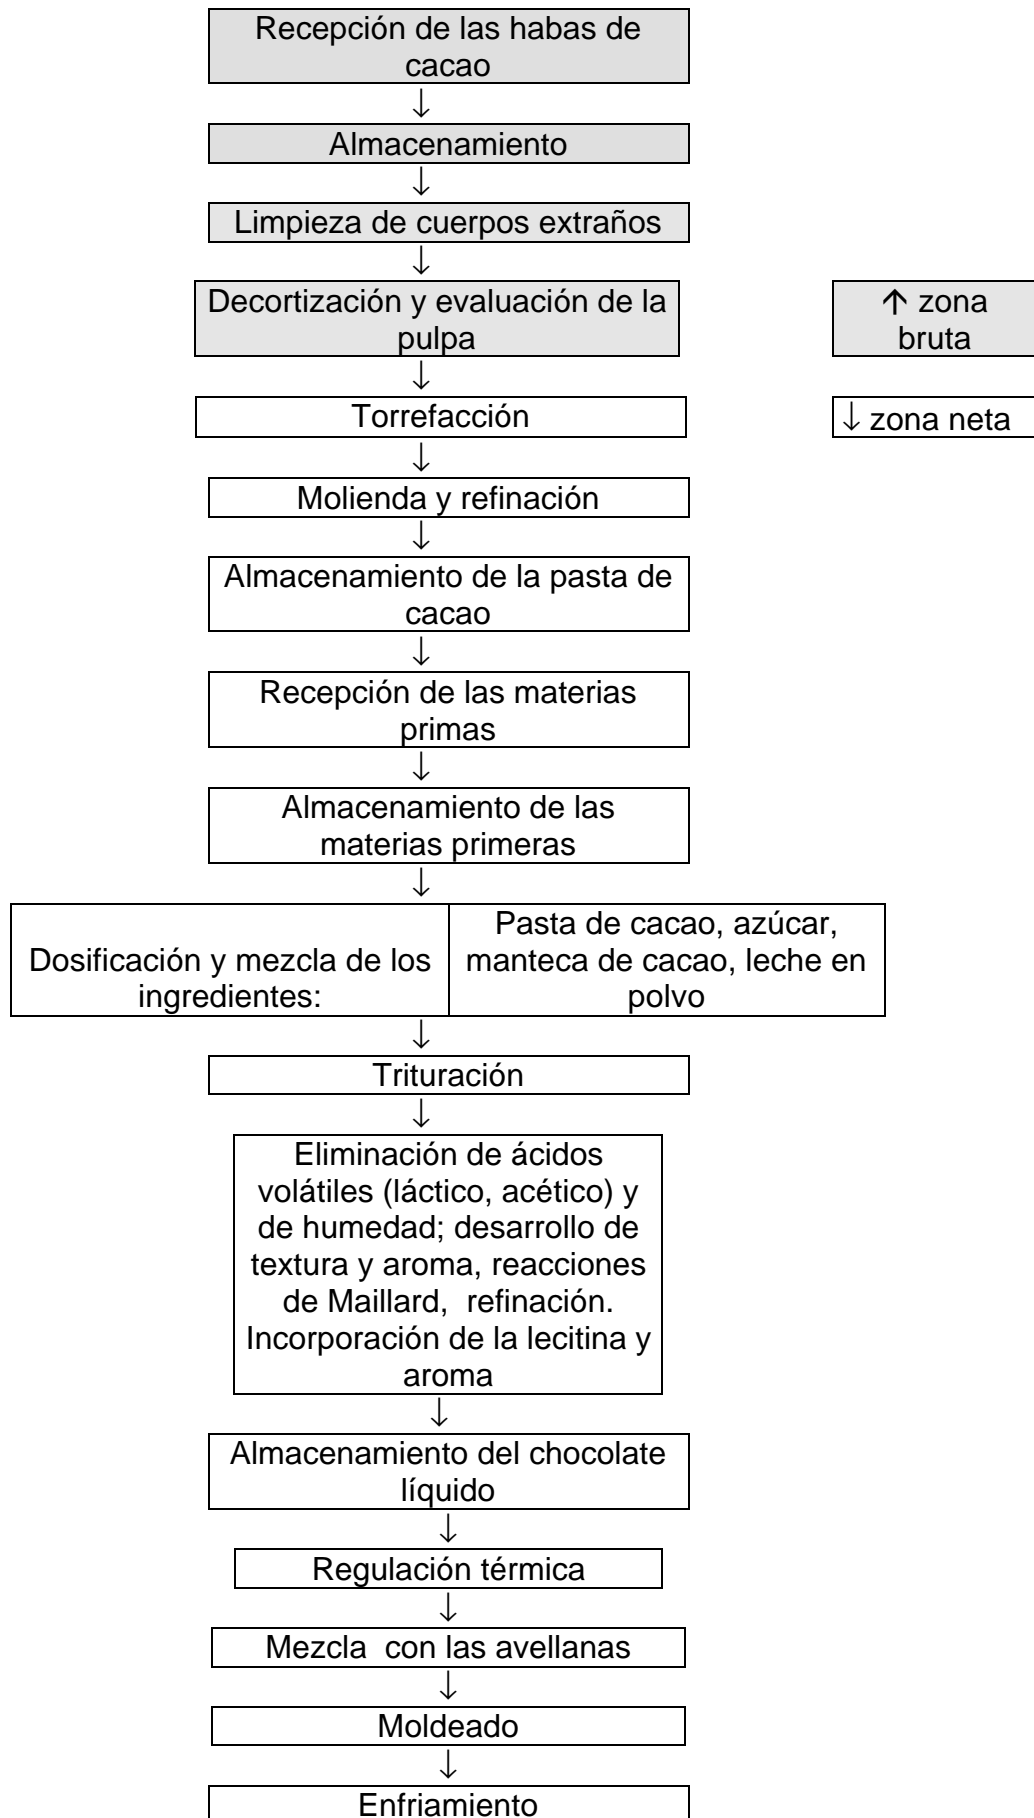 Recepción de las habas de
cacao
↓
Almacenamiento
↓
Limpieza de cuerpos extraños
↓
Decortización y evaluación de la
pulpa
↑ zona
bruta
↓
Torrefacción
↓ zona neta
↓
Molienda y refinación
↓
Almacenamiento de la pasta de
cacao
↓
Recepción de las materias
primas
↓
Almacenamiento de las
materias primeras
↓
Dosificación y mezcla de los
ingredientes:
Pasta de cacao, azúcar,
manteca de cacao, leche en
polvo
↓
Trituración
↓
Eliminación de ácidos
volátiles (láctico, acético) y
de humedad; desarrollo de
textura y aroma, reacciones
de Maillard, refinación.
Incorporación de la lecitina y
aroma
↓
Almacenamiento del chocolate
líquido
↓
Regulación térmica
↓
Mezcla con las avellanas
↓
Moldeado
↓
Enfriamiento